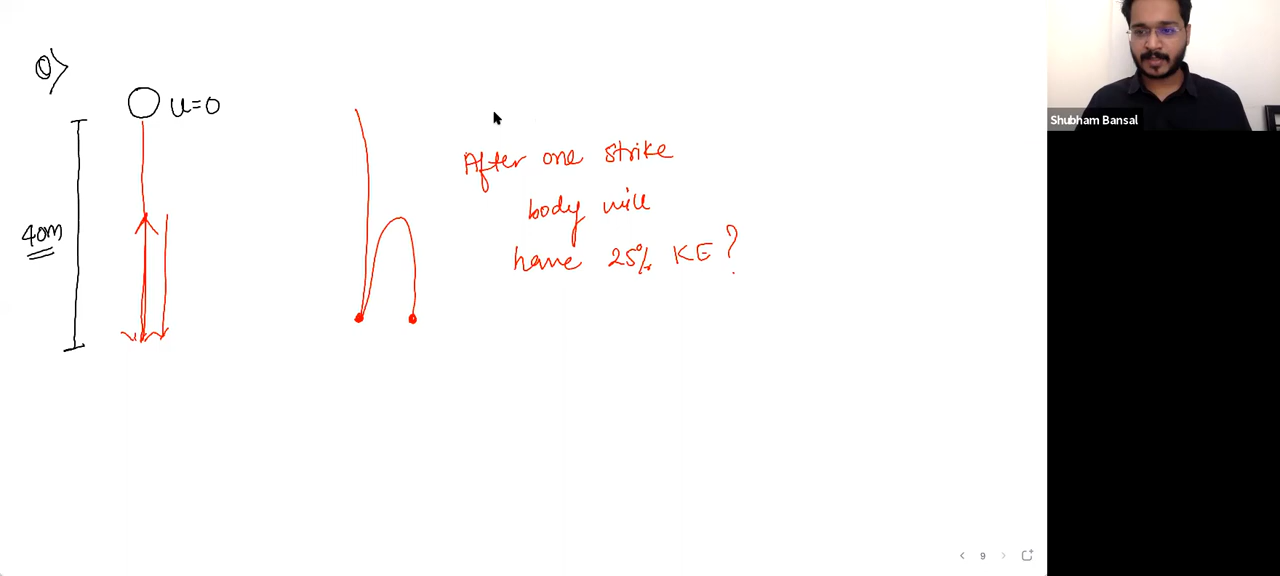 Q>
u=0
40m
After one strike
body will
have 25% KE?
Shubham Bansal
9